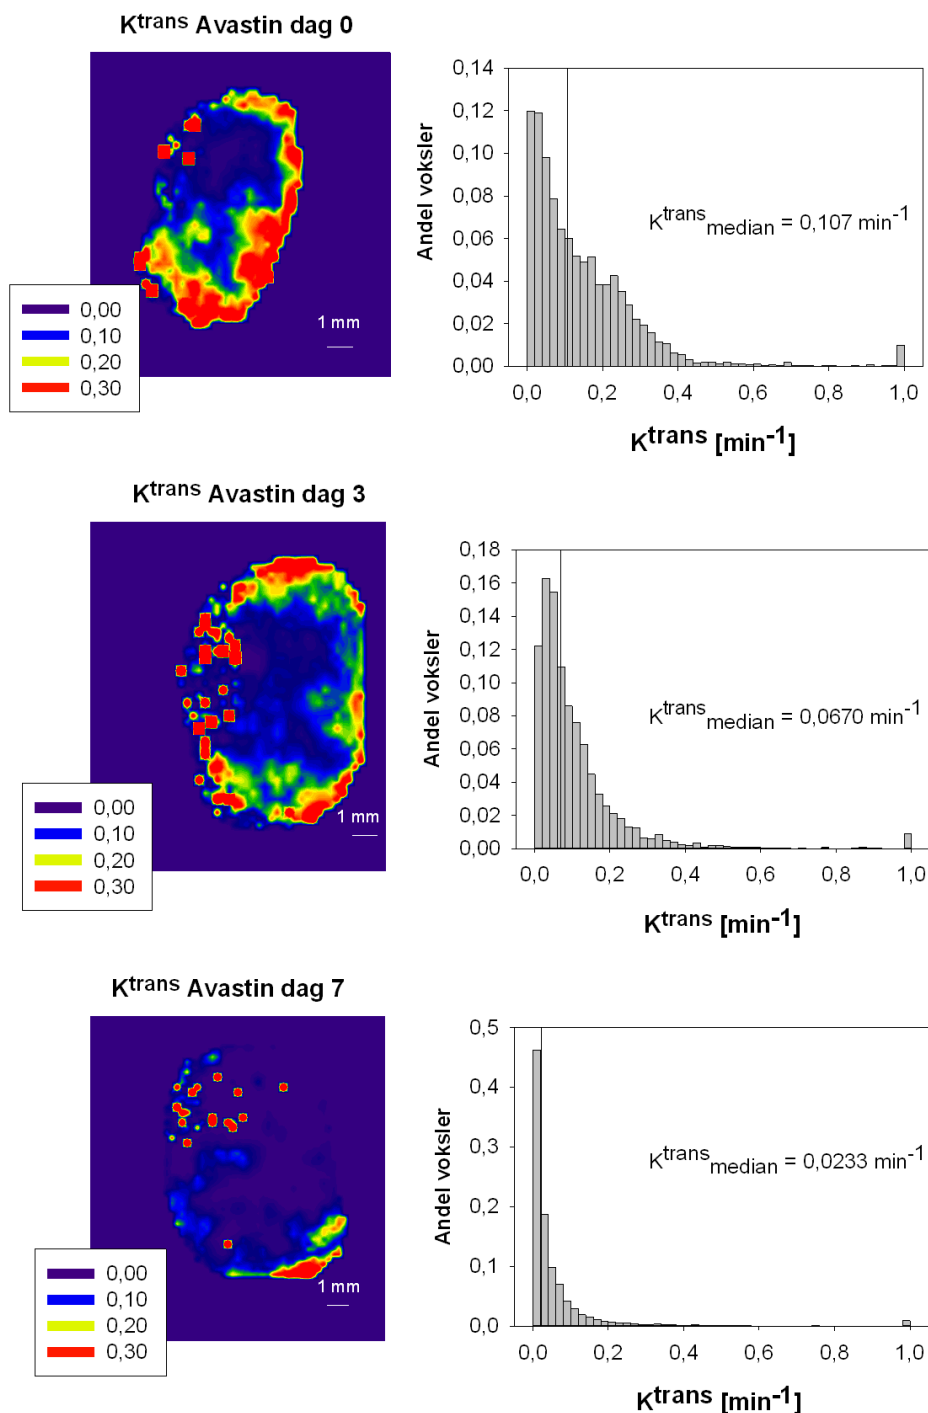 Ktrans Avastin dag 0
1 mm
0,00
0,10
0,20
0,30
Andel voksler
0,14
0,12
0,10
0,08
0,06
0,04
0,02
0,00
Ktrans median = 0,107 min-1
0,0 0,2 0,4 0,6 0,8 1,0
Ktrans [min-1]
Ktrans Avastin dag 3
1 mm
0,00
0,10
0,20
0,30
Andel voksler
0,18
0,16
0,14
0,12
0,10
0,08
0,06
0,04
0,02
0,00
Ktrans median = 0,0670 min-1
0,0 0,2 0,4 0,6 0,8 1,0
Ktrans [min-1]
Ktrans Avastin dag 7
1 mm
0,00
0,10
0,20
0,30
Andel voksler
0,5
0,4
0,3
0,2
0,1
0,0
Ktrans median = 0,0233 min-1
0,0 0,2 0,4 0,6 0,8 1,0
Ktrans [min-1]